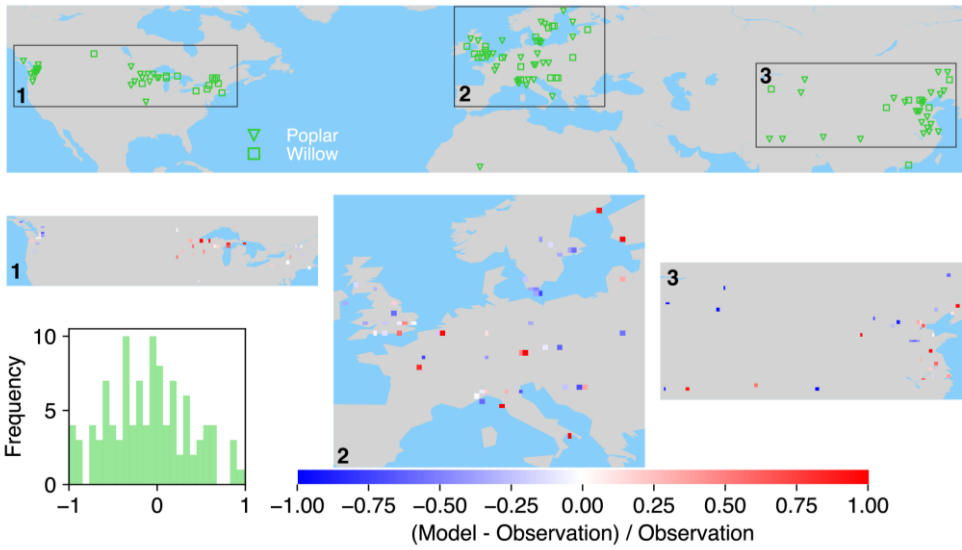 1
2
3
Poplar
Willow
1
2
3
10
5
0
Frequency
−1
0
1
−1.00 −0.75 −0.50 −0.25 0.00 0.25 0.50 0.75 1.00
(Model - Observation) / Observation